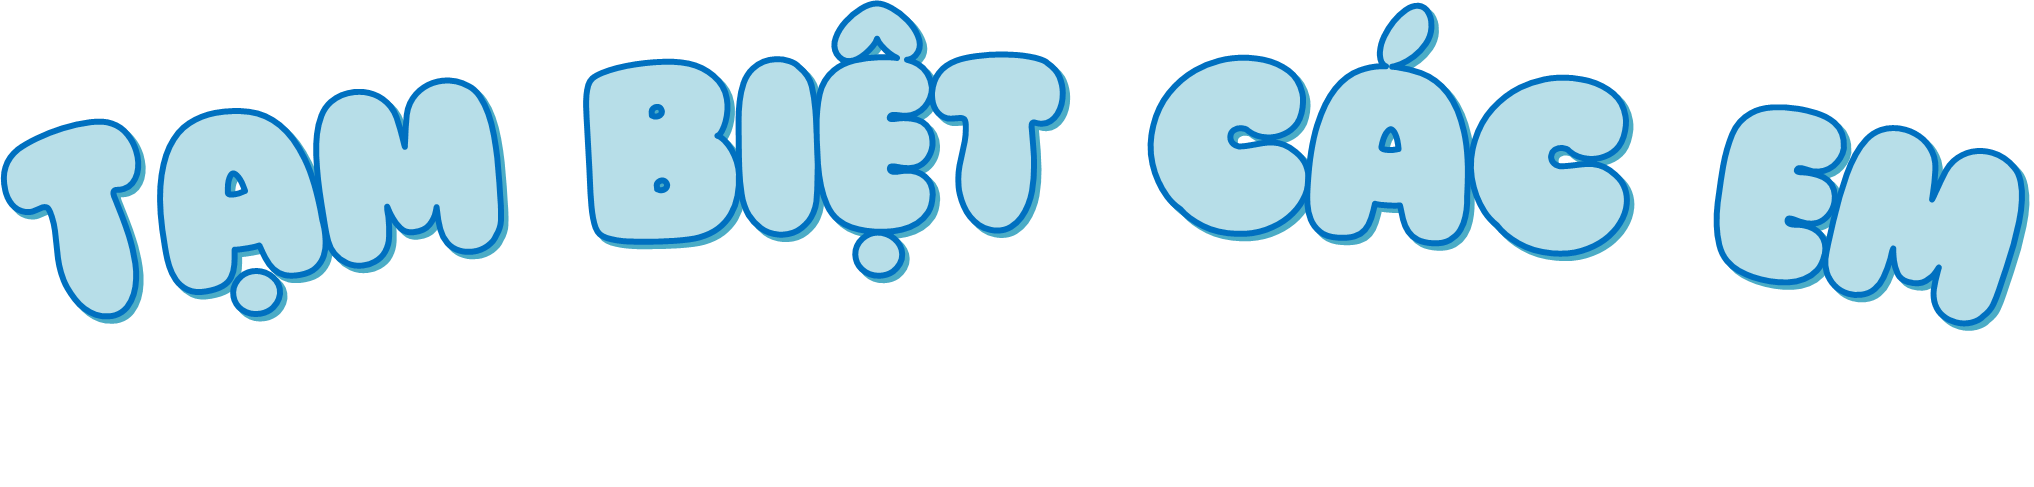 TẠM BIỆT CÁC EM